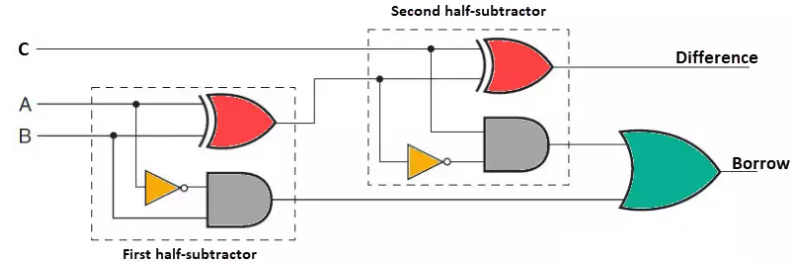 Second half-subtractor
C
Difference
A
B
Borrow
First half-subtractor